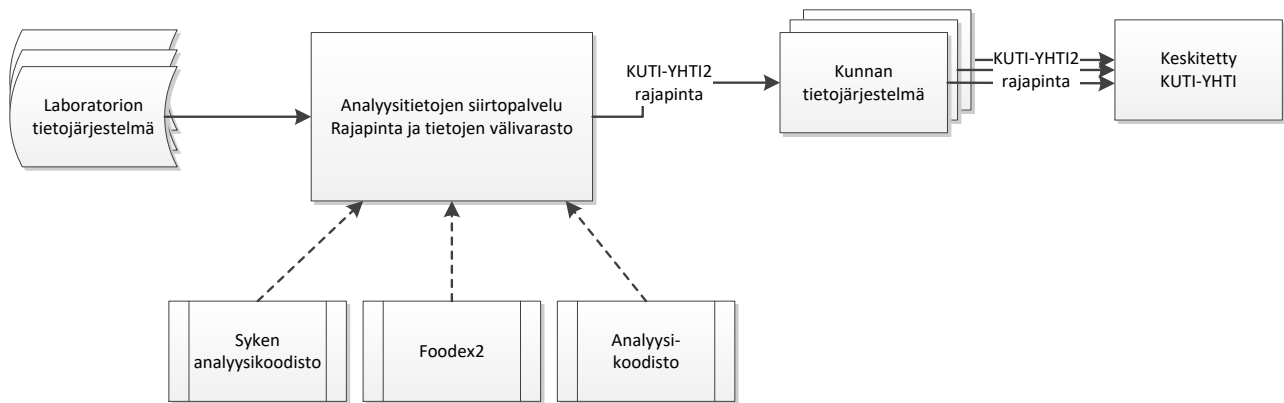 Laboratorion
tietojärjestelmä
Analyysitietojen siirtopalvelu
Rajapinta ja tietojen välivarasto
KUTI-YHTI2
rajapinta
Kunnan
tietojärjestelmä
KUTI-YHTI2
rajapinta
Keskitetty
KUTI-YHTI
Syken
analyysikoodisto
Foodex2
Analyysi-
koodisto